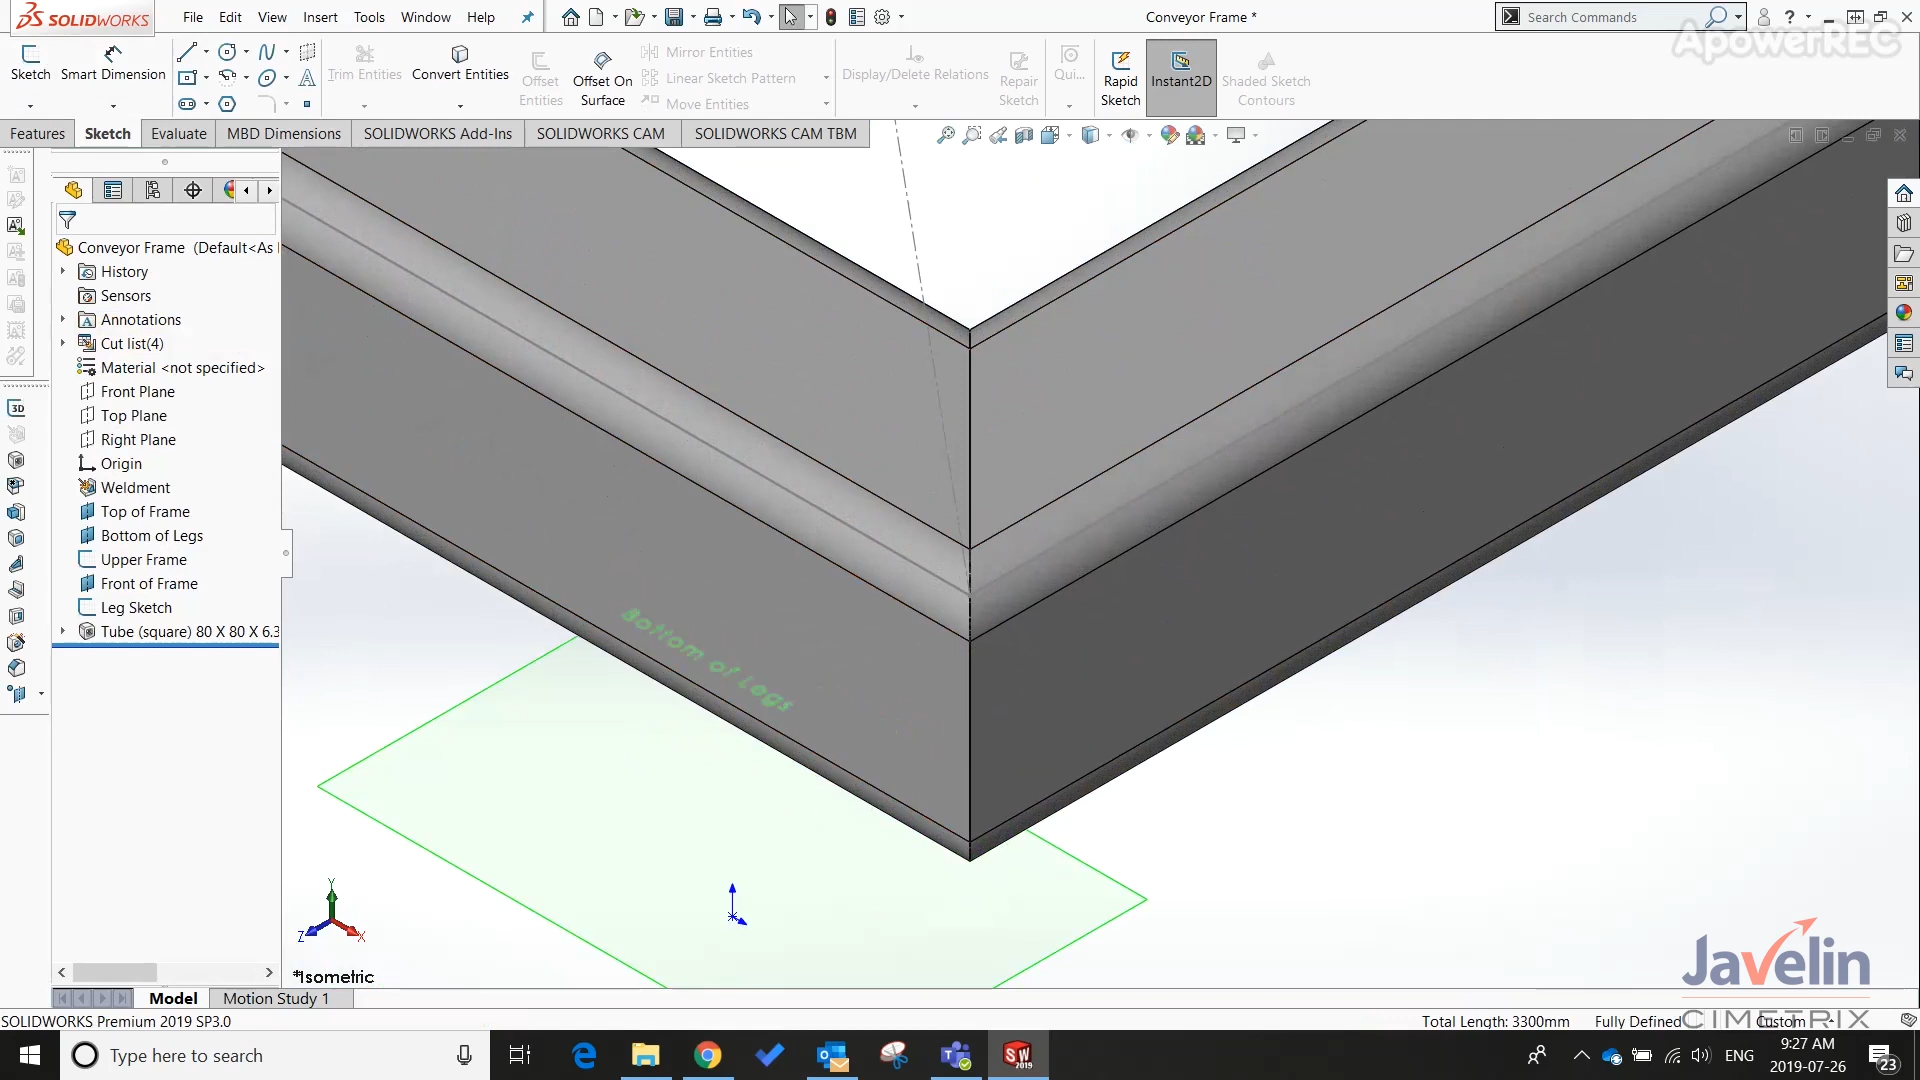 SOLIDWORKS
File Edit View Insert Tools Window Help
Conveyor Frame *
Search Commands
ApowerREC
Sketch
Smart Dimension
Trim Entities
Convert Entities
Offset Entities
Offset On Surface
Mirror Entities
Linear Sketch Pattern
Move Entities
Display/Delete Relations
Repair Sketch
Qui...
Rapid Sketch
Instant2D
Shaded Sketch Contours
Features Sketch Evaluate MBD Dimensions SOLIDWORKS Add-Ins SOLIDWORKS CAM SOLIDWORKS CAM TBM
Conveyor Frame (Default<As
History
Sensors
Annotations
Cut list(4)
Material <not specified>
Front Plane
Top Plane
Right Plane
Origin
Weldment
Top of Frame
Bottom of Legs
Upper Frame
Front of Frame
Leg Sketch
Tube (square) 80 X 80 X 6.3
3D
Bottom of Legs
Y
Z
X
*Isometric
Javelin
CIMETRIX
Model Motion Study 1
SOLIDWORKS Premium 2019 SP3.0
Total Length: 3300mm Fully Defined Custom
Type here to search
SW
2019
ENG
9:27 AM
2019-07-26
23